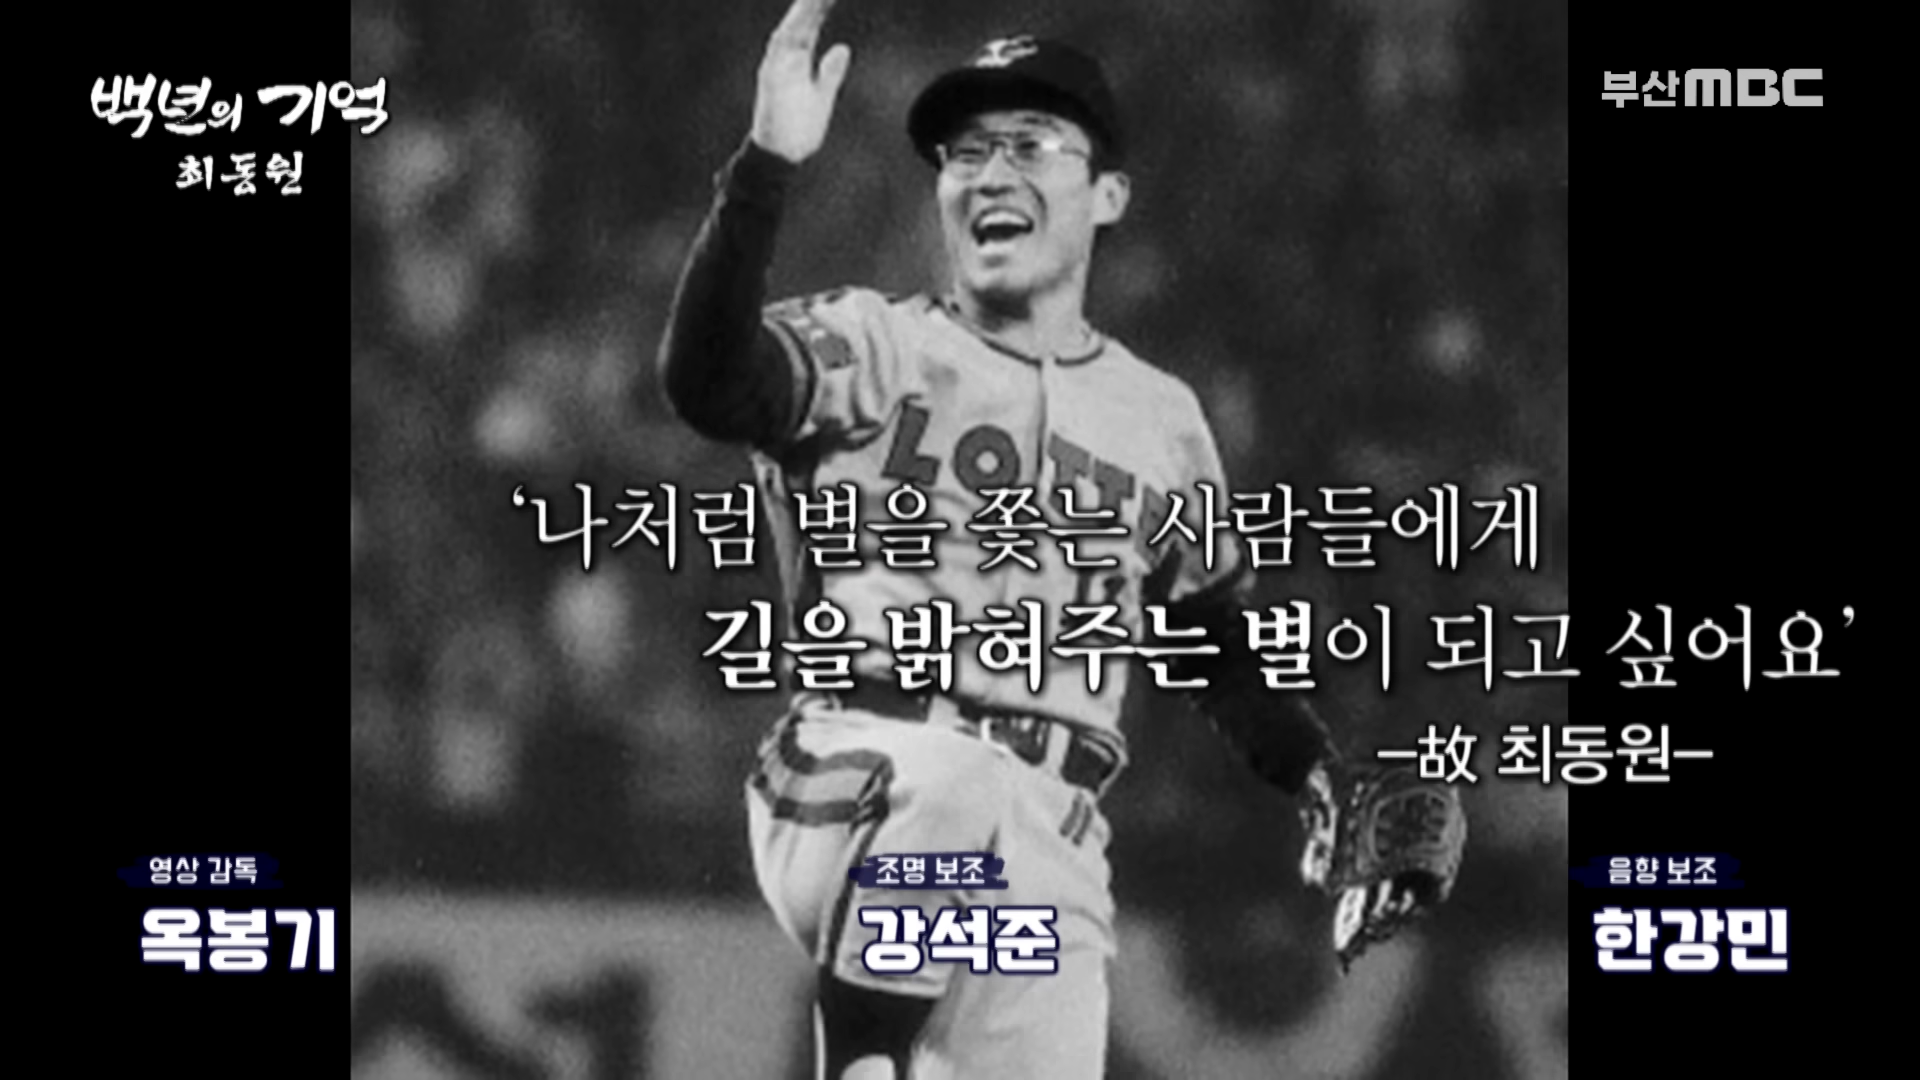 백년의 기억
최동원
부산MBC
LOTT
‘나처럼 별을 쫓는 사람들에게
길을 밝혀주는 별이 되고 싶어요’
–故 최동원–
영상 감독
옥봉기
조명 보조
강석준
음향 보조
한강민